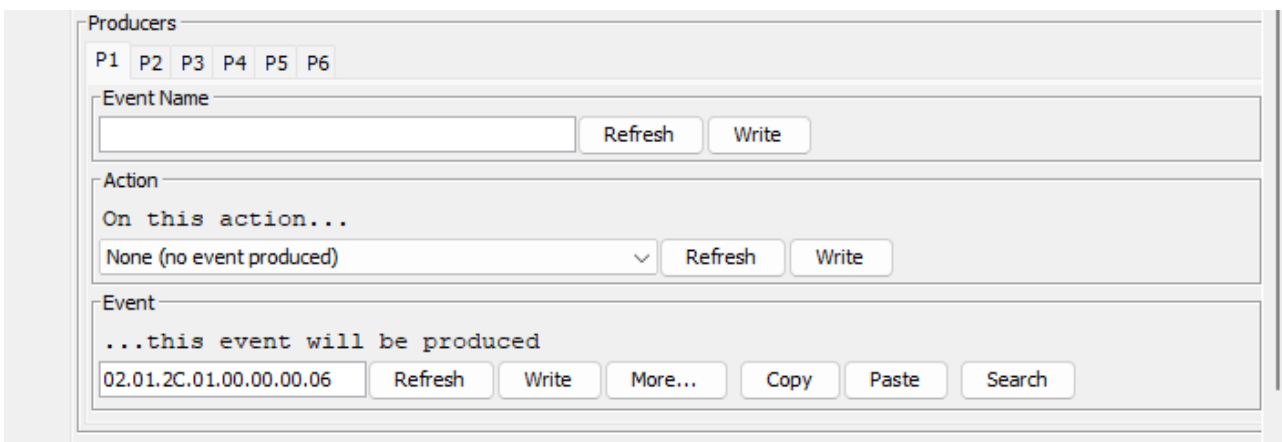 Producers
P1 P2 P3 P4 P5 P6
Event Name
Refresh Write
Action
On this action...
None (no event produced) Refresh Write
Event
...this event will be produced
02.01.2C.01.00.00.00.06 Refresh Write More... Copy Paste Search